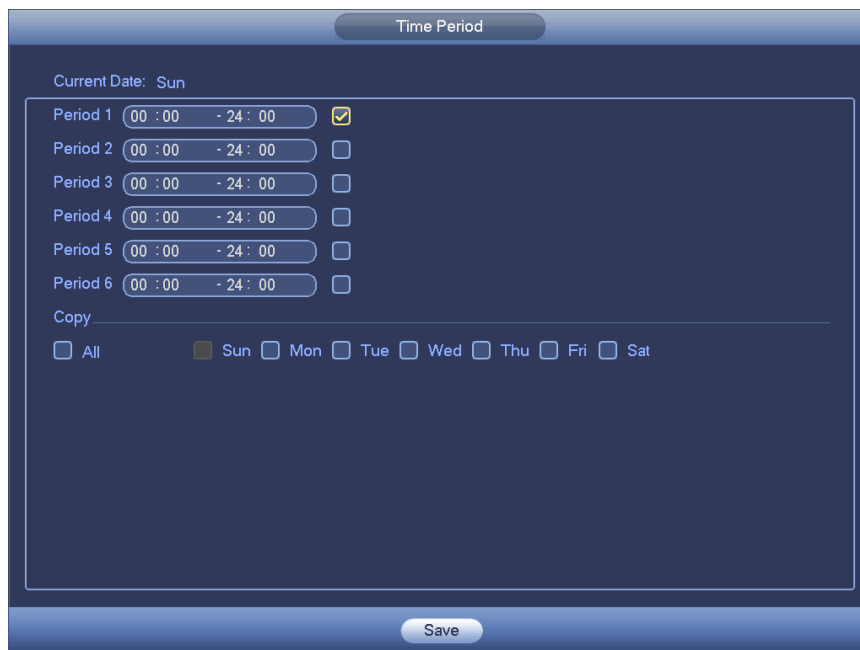 Time Period
Current Date: Sun
Period 1 00 :00 - 24 : 00
Period 2 00 :00 - 24 : 00
Period 3 00 :00 - 24 : 00
Period 4 00 :00 - 24 : 00
Period 5 00 :00 - 24 : 00
Period 6 00 :00 - 24 : 00
Copy
All Sun Mon Tue Wed Thu Fri Sat
Save